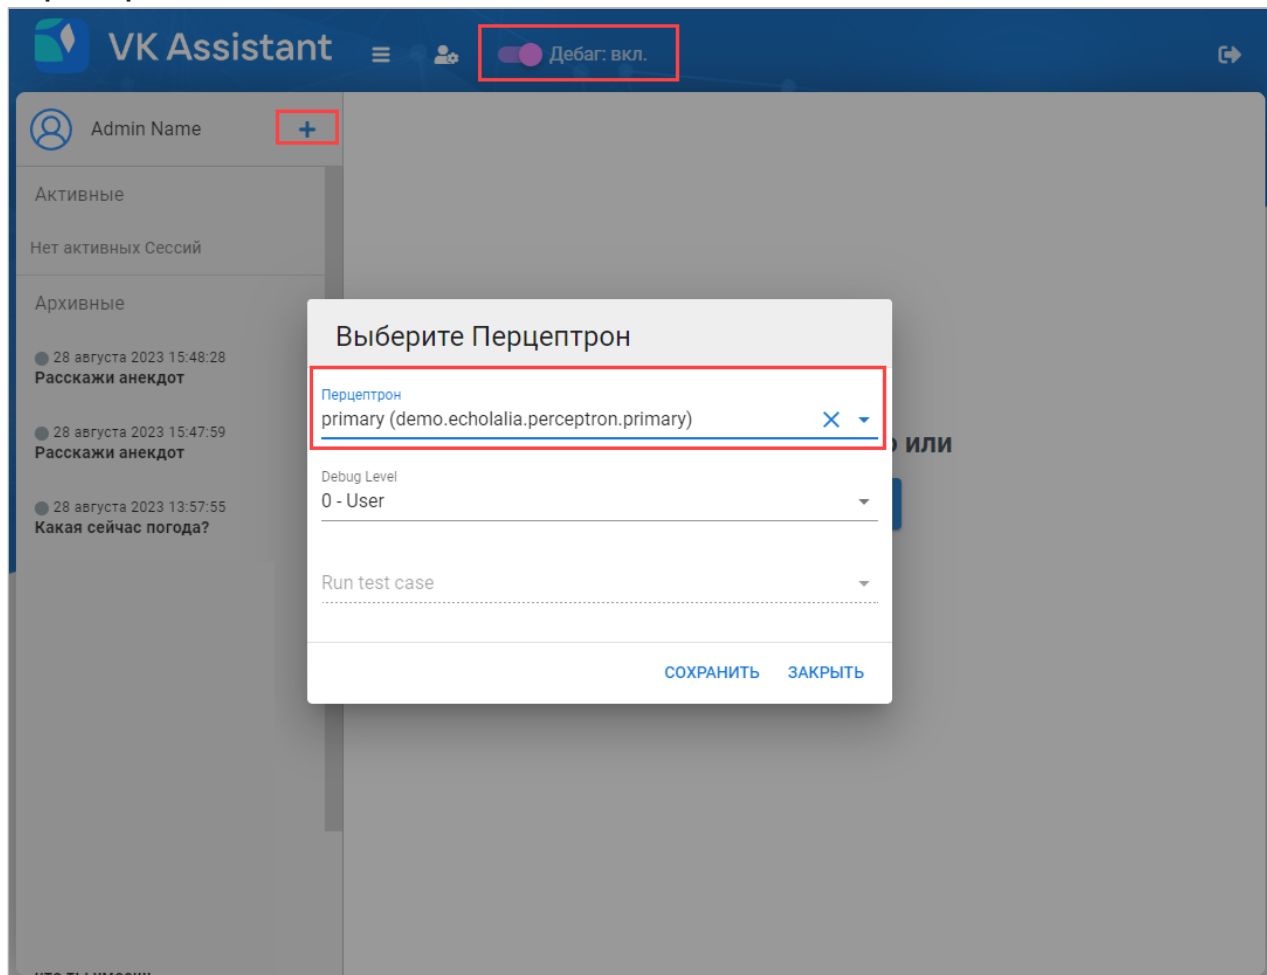 VK Assistant
Дебаг: вкл.
Admin Name
Активные
Нет активных Сессий
Архивные
28 августа 2023 15:48:28
Расскажи анекдот
28 августа 2023 15:47:59
Расскажи анекдот
28 августа 2023 13:57:55
Какая сейчас погода?
Выберите Перцептрон
Перцептрон
primary (demo.echolalia.perceptron.primary)
или
Debug Level
0 - User
Run test case
СОХРАНИТЬ ЗАКРЫТЬ